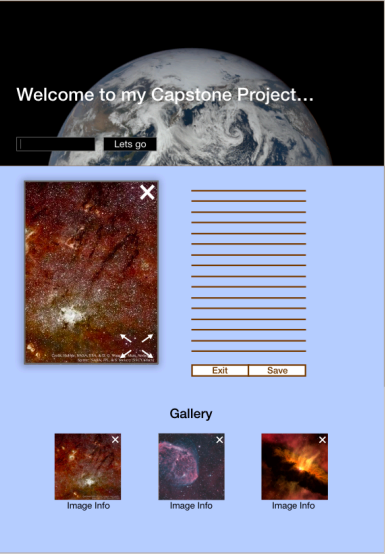 Welcome to my Capstone Project...
Lets go
Exit
Save
Gallery
Image Info
Image Info
Image Info